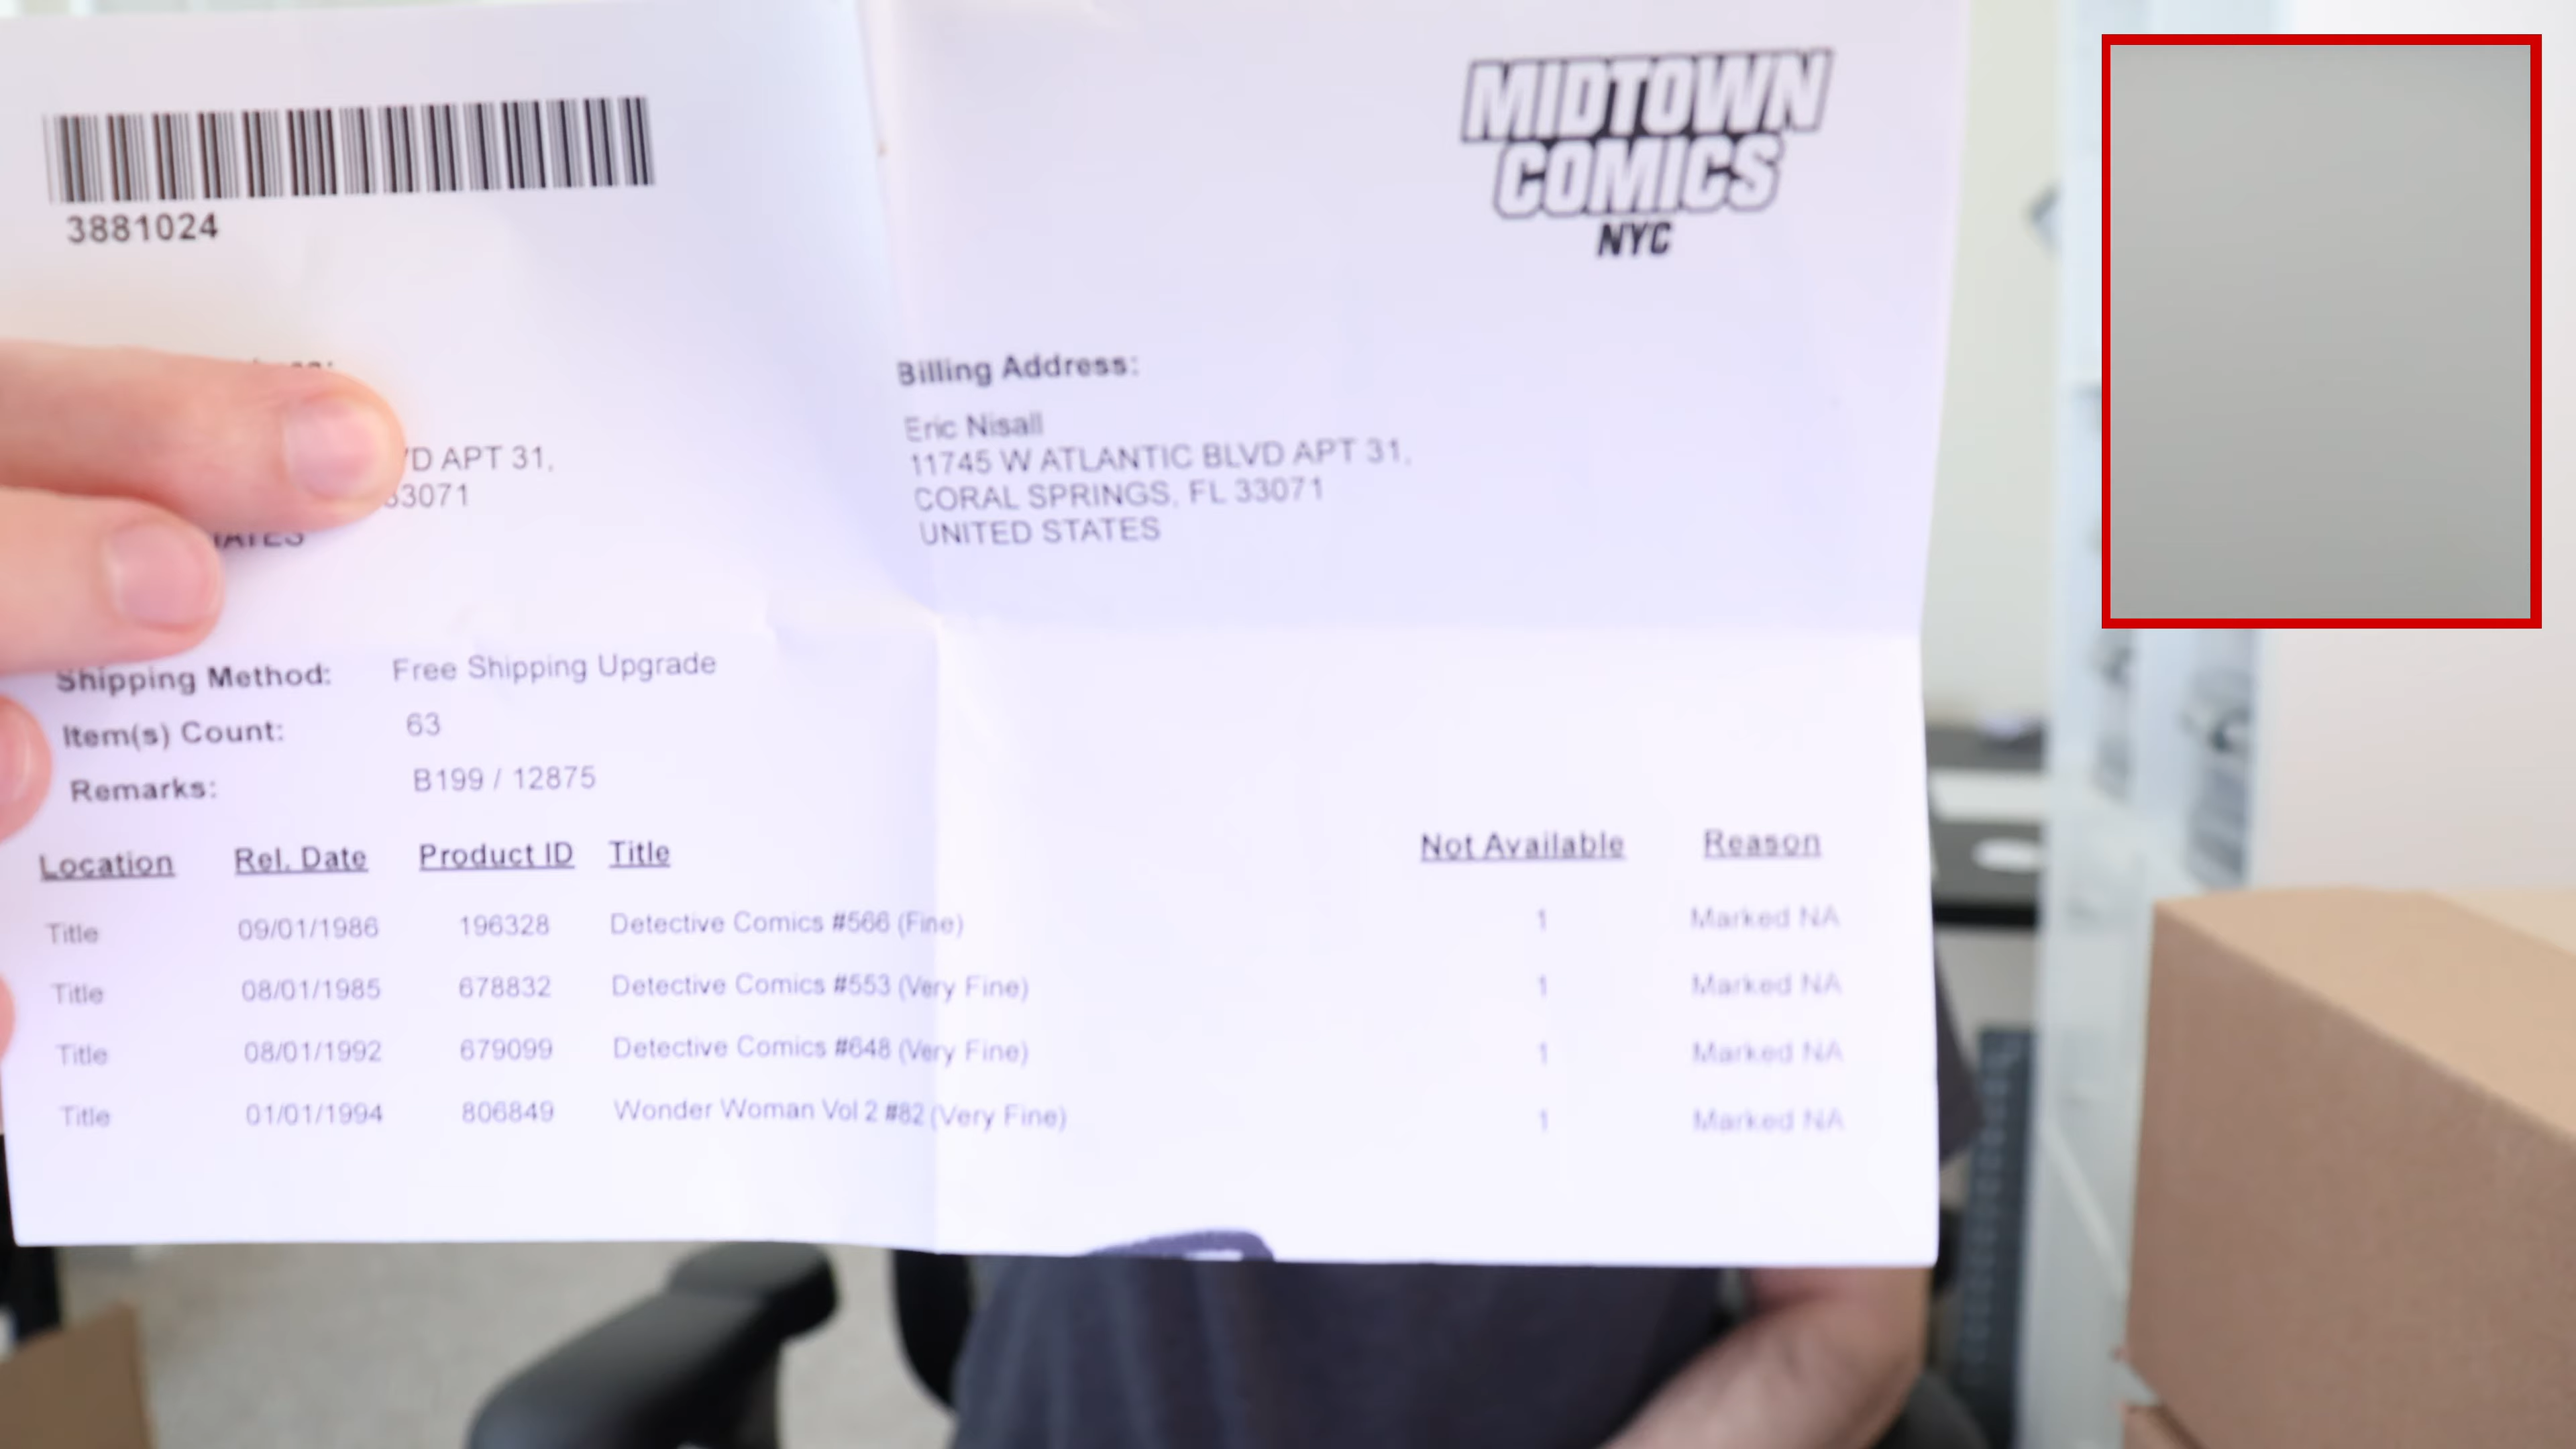 3881024
MIDTOWN
COMICS
NYC
Billing Address:
Eric Nisall
11745 W ATLANTIC BLVD APT 31,
CORAL SPRINGS, FL 33071
UNITED STATES
VD APT 31,
33071
TATES
Shipping Method: Free Shipping Upgrade
Item(s) Count: 63
Remarks: B199 / 12875
Location Rel. Date Product ID Title Not Available Reason
Title 09/01/1986 196328 Detective Comics #566 (Fine) 1 Marked NA
Title 08/01/1985 678832 Detective Comics #553 (Very Fine) 1 Marked NA
Title 08/01/1992 679099 Detective Comics #648 (Very Fine) 1 Marked NA
Title 01/01/1994 806849 Wonder Woman Vol 2 #82 (Very Fine) 1 Marked NA